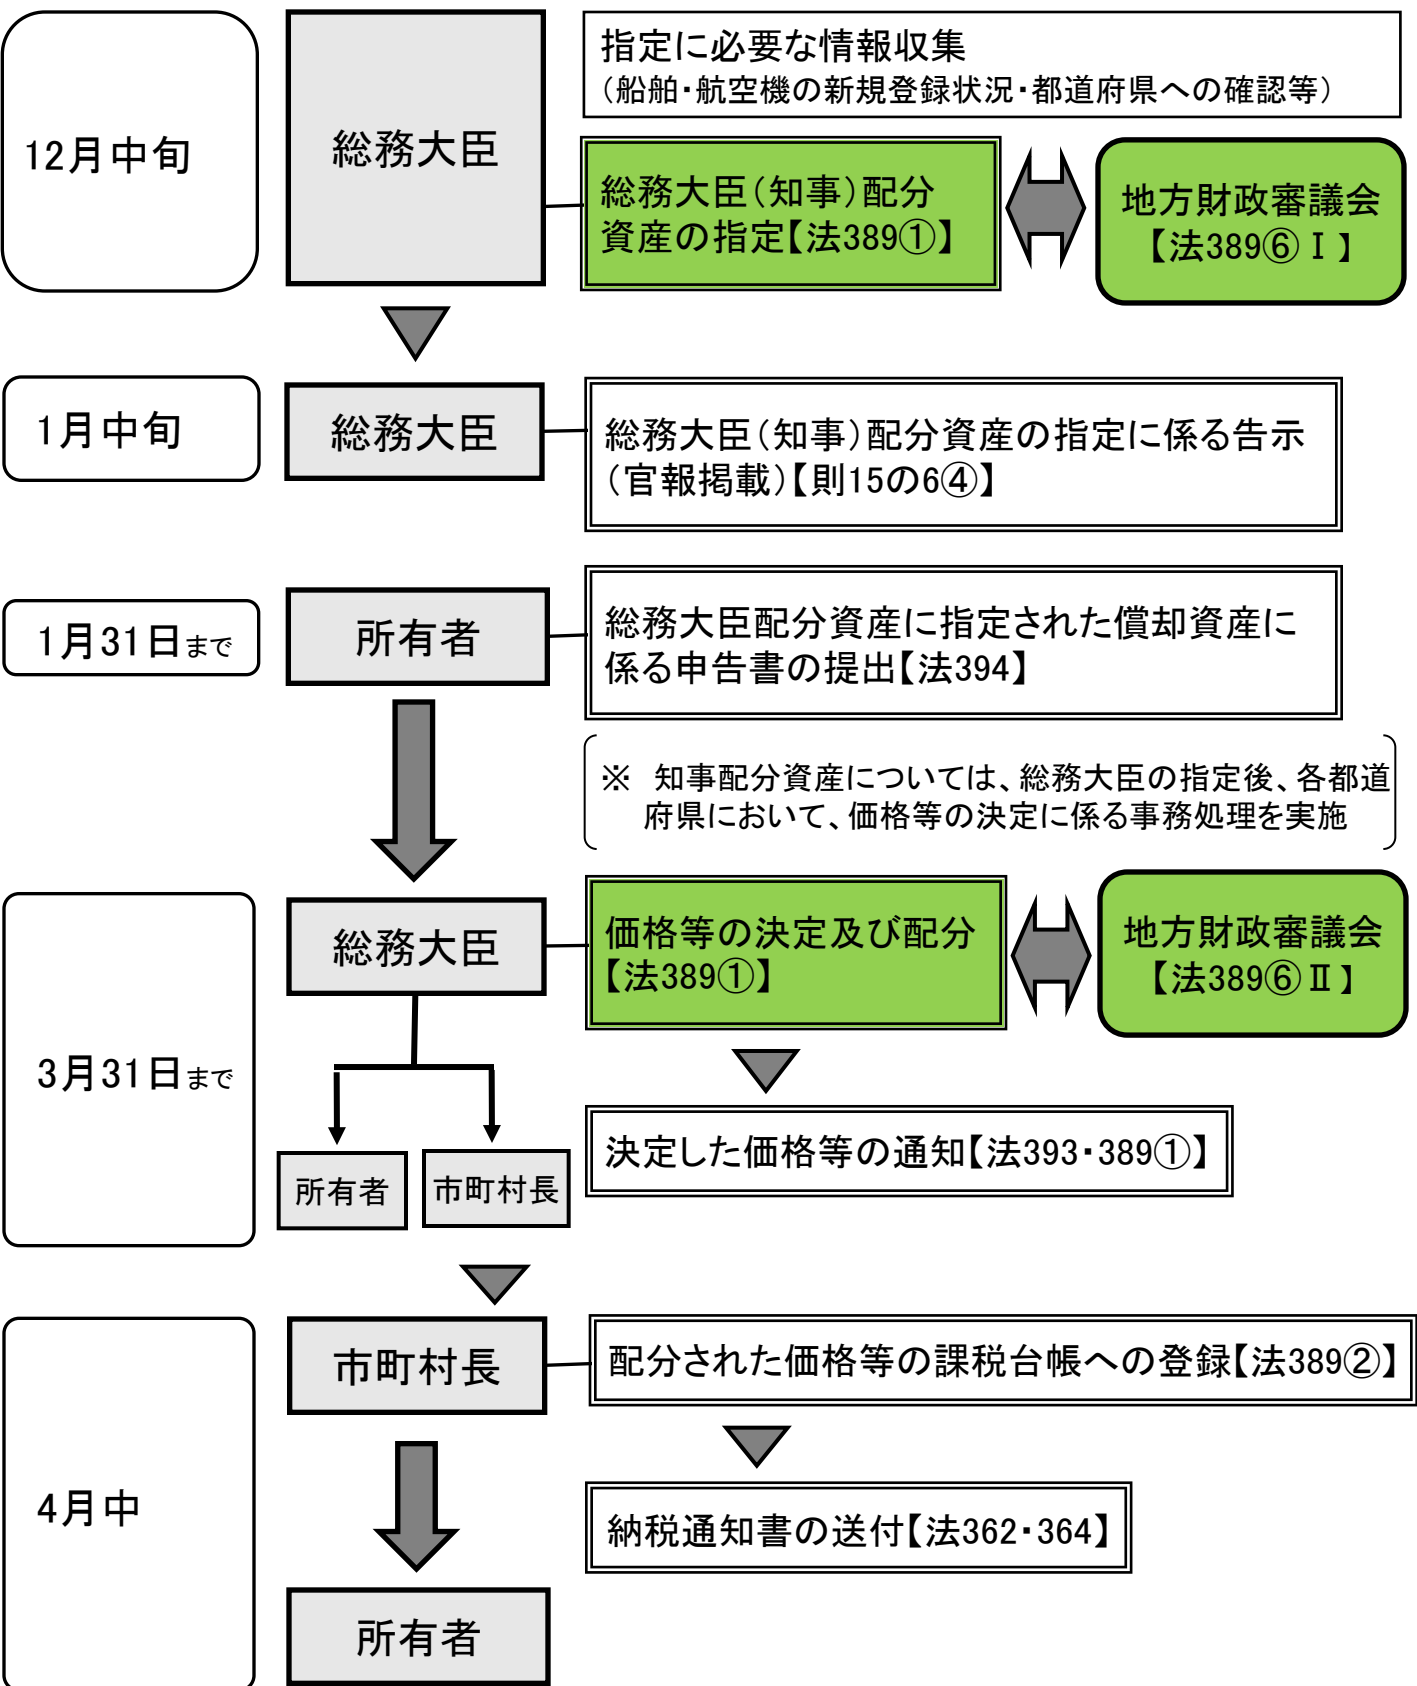 12月中旬
総務大臣
指定に必要な情報収集
（船舶・航空機の新規登録状況・都道府県への確認等）
総務大臣（知事）配分
資産の指定【法389①】
地方財政審議会
【法389⑥Ⅰ】
1月中旬
総務大臣
総務大臣（知事）配分資産の指定に係る告示
（官報掲載）【則15の6④】
1月31日まで
所有者
総務大臣配分資産に指定された償却資産に
係る申告書の提出【法394】
※　知事配分資産については、総務大臣の指定後、各都道
府県において、価格等の決定に係る事務処理を実施
3月31日まで
総務大臣
価格等の決定及び配分
【法389①】
地方財政審議会
【法389⑥Ⅱ】
所有者
市町村長
決定した価格等の通知【法393・389①】
4月中
市町村長
配分された価格等の課税台帳への登録【法389②】
納税通知書の送付【法362・364】
所有者